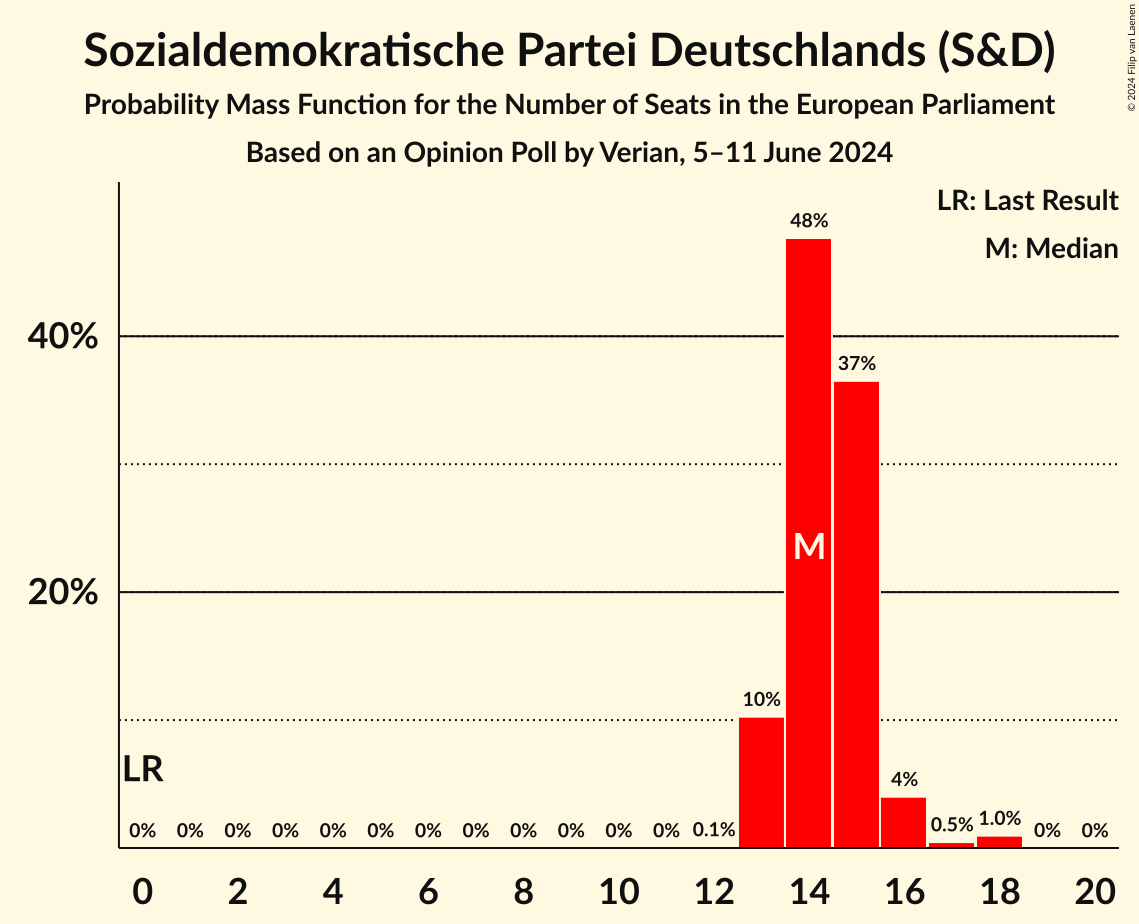 Sozialdemokratische Partei Deutschlands (S&D)
Probability Mass Function for the Number of Seats in the European Parliament
Based on an Opinion Poll by Verian, 5–11 June 2024
© 2024 Filip van Laenen
LR: Last Result
M: Median
48%
40%
37%
M
20%
10%
LR
4%
0% 0% 0% 0% 0% 0% 0% 0% 0% 0% 0% 0% 0.1% 0.5% 1.0% 0% 0%
0 2 4 6 8 10 12 14 16 18 20